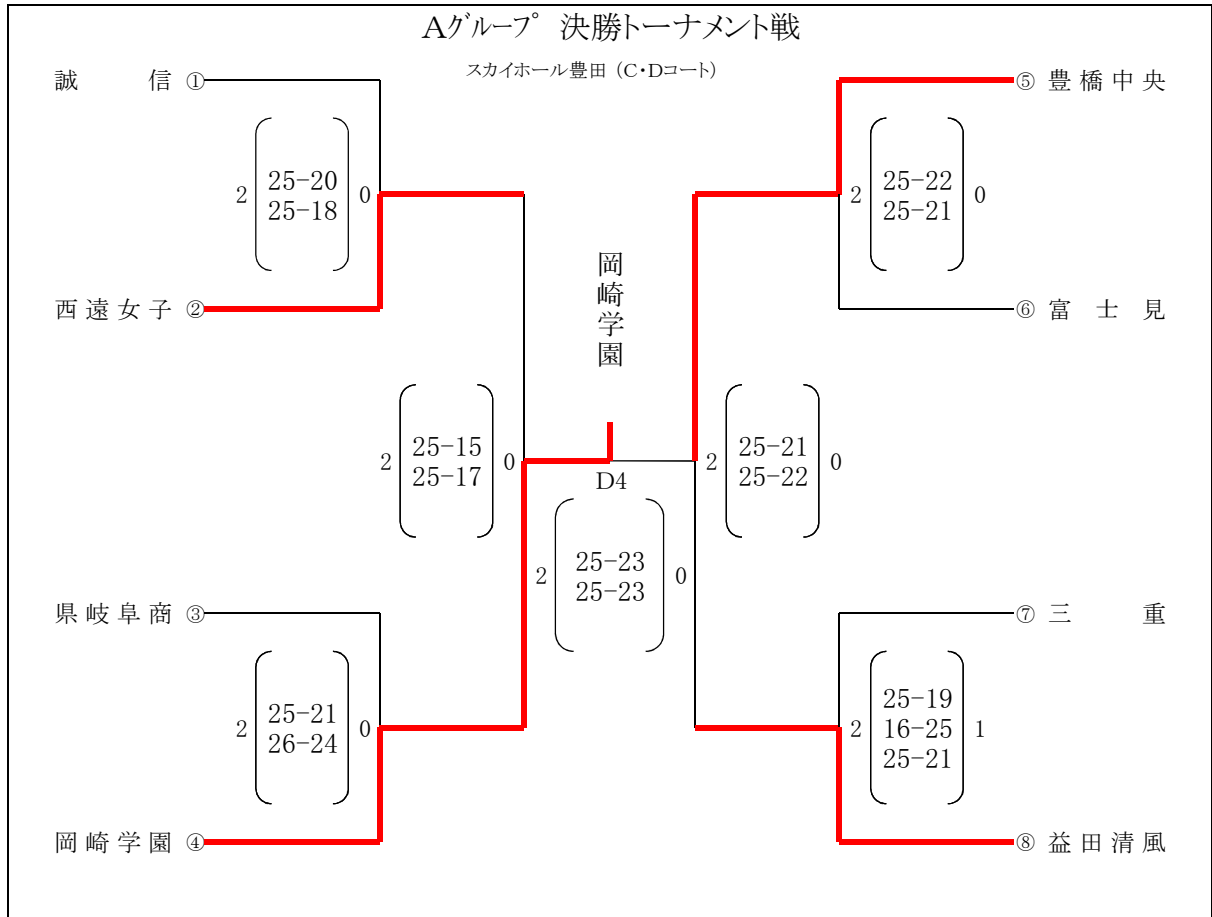 Aグループ 決勝トーナメント戦
スカイホール豊田 (C・Dコート)
誠 信 ①
⑤ 豊橋中央
2 25-20 0
25-18
2 25-22 0
25-21
岡崎学園
西遠女子 ②
⑥ 富士見
2 25-15 0
25-17
2 25-21 0
25-22
D4
2 25-23 0
25-23
県岐阜商 ③
⑦ 三 重
2 25-21 0
26-24
25-19
2 16-25 1
25-21
岡崎学園 ④
⑧ 益田清風